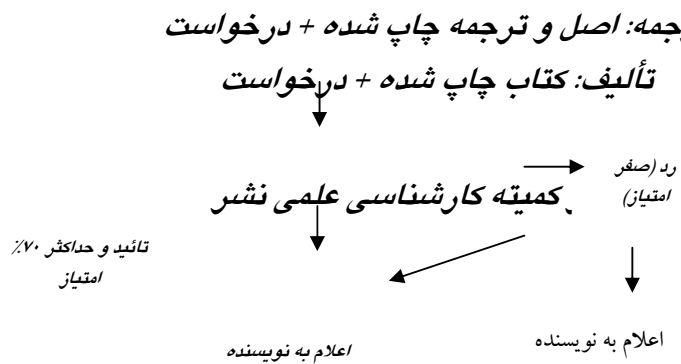 جمه: اصل و ترجمه چاپ شده + درخواست
تألیف: کتاب چاپ شده + درخواست
رد (صفر
امتیاز)
ر کمیته کارشناسی علمی نشر
تائید و حداکثر ۷۰٪
امتیاز
اعلام به نویسنده
اعلام به نویسنده